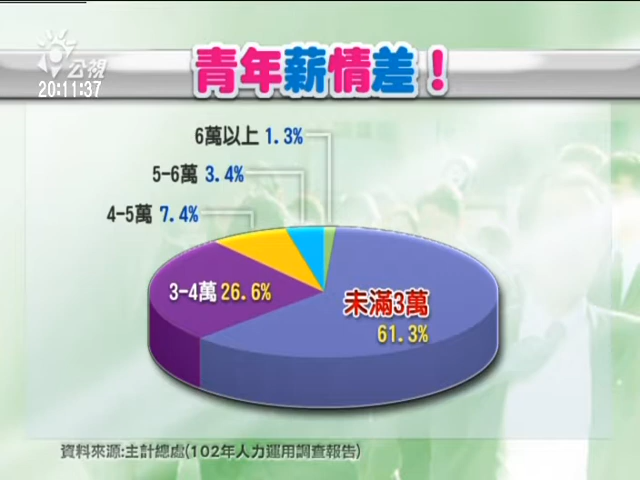 公視
20:11:37
青年薪情差！
6萬以上 1.3%
5-6萬 3.4%
4-5萬 7.4%
3-4萬 26.6%
未滿3萬
61.3%
資料來源:主計總處(102年人力運用調查報告)